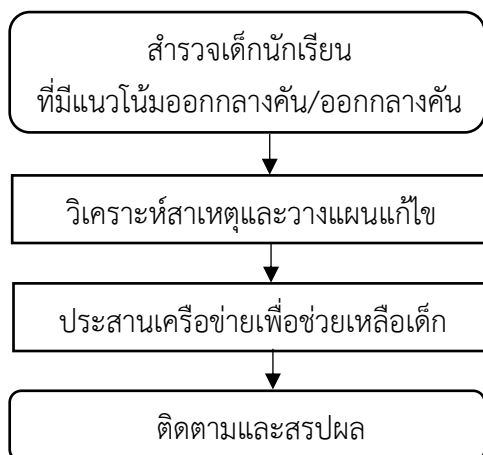 สำรวจเด็กนักเรียน
ที่มีแนวโน้มออกกลางคัน/ออกกลางคัน
วิเคราะห์สาเหตุและวางแผนแก้ไข
ประสานเครือข่ายเพื่อช่วยเหลือเด็ก
ติดตามและสรุปผล